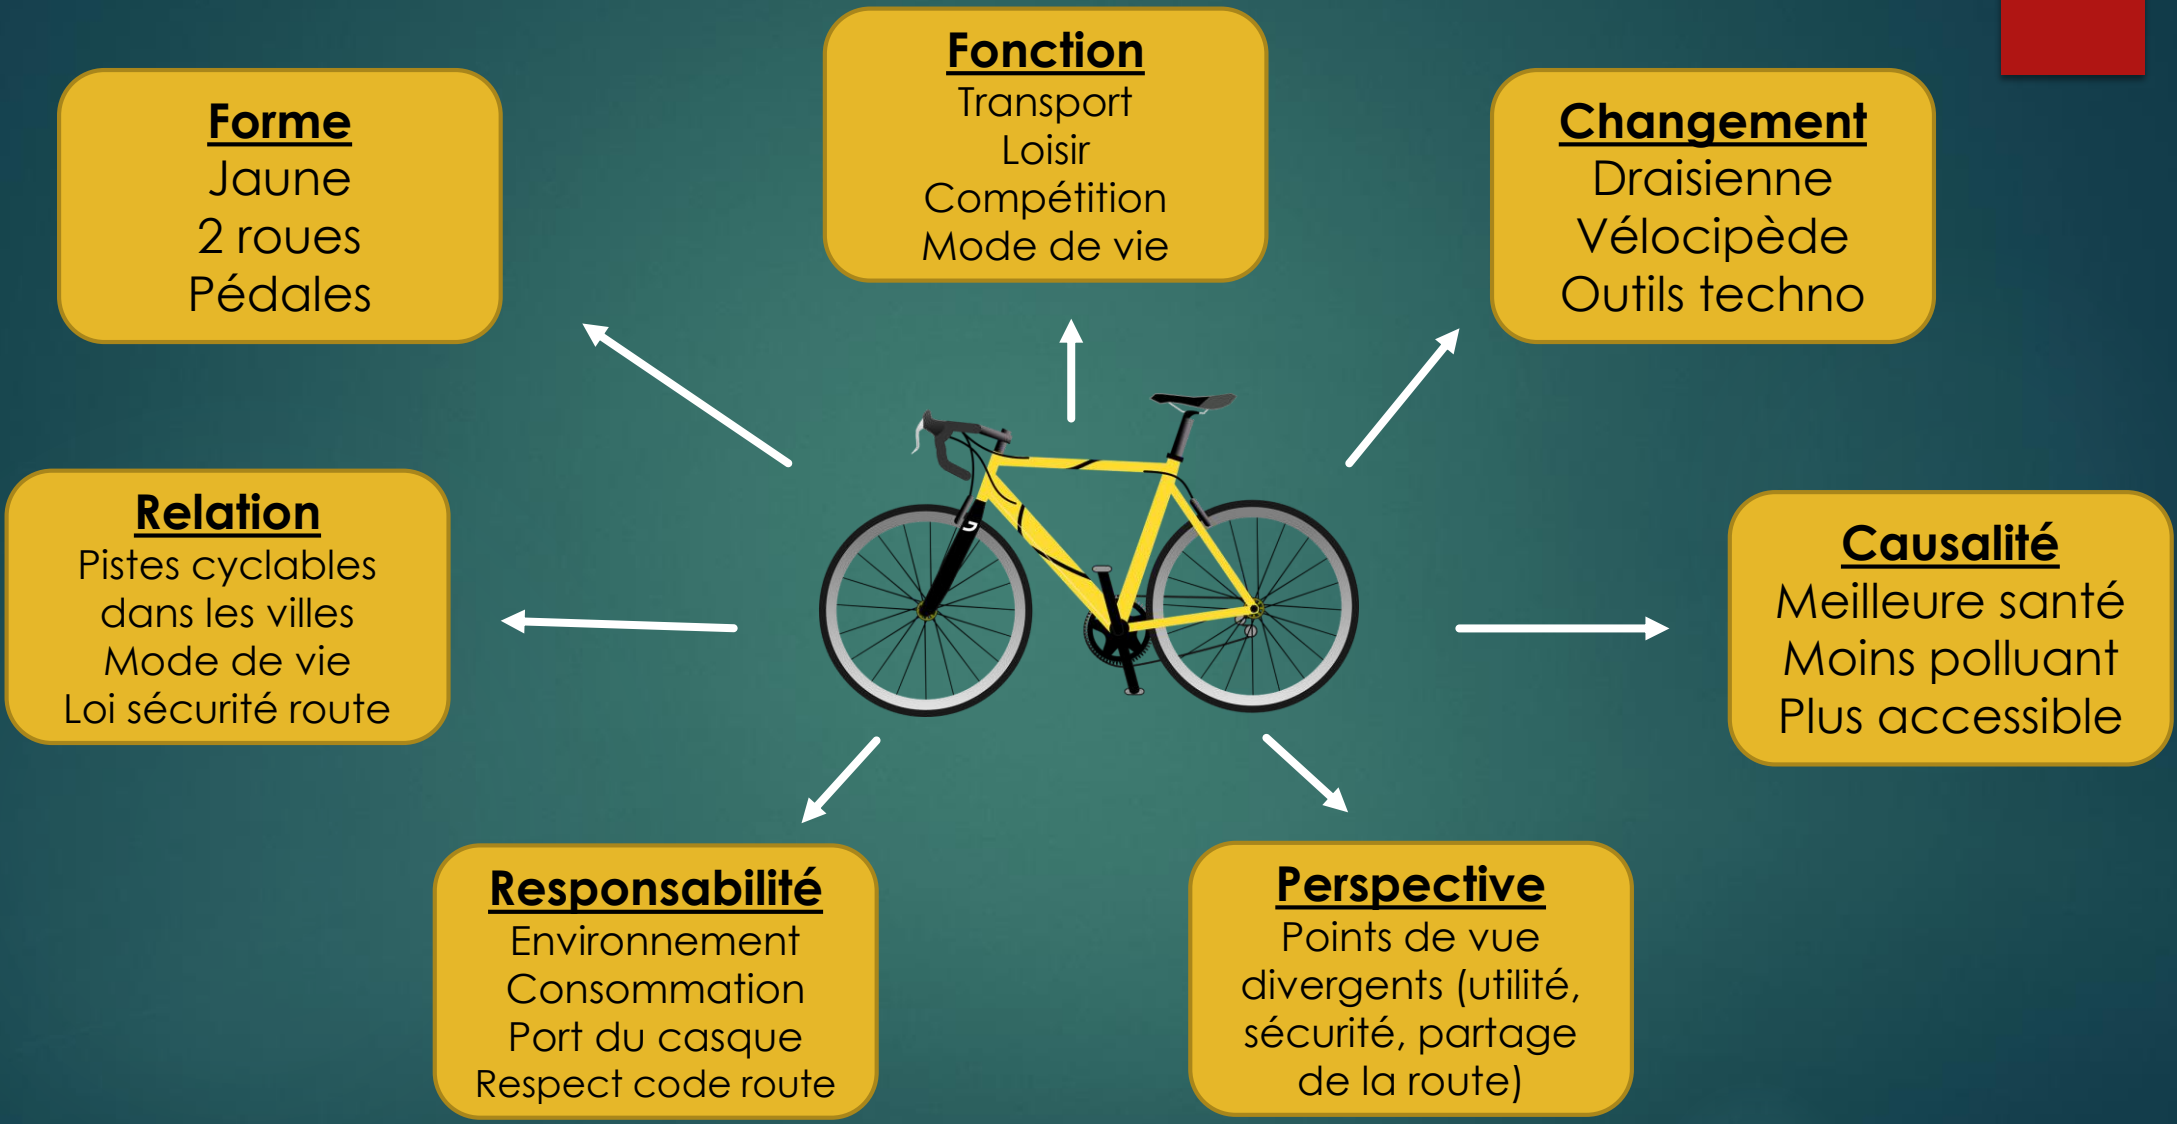 Forme
Jaune
2 roues
Pédales
Fonction
Transport
Loisir
Compétition
Mode de vie
Changement
Draisienne
Vélocipède
Outils techno
Relation
Pistes cyclables
dans les villes
Mode de vie
Loi sécurité route
Causalité
Meilleure santé
Moins polluant
Plus accessible
Responsabilité
Environnement
Consommation
Port du casque
Respect code route
Perspective
Points de vue
divergents (utilité,
sécurité, partage
de la route)